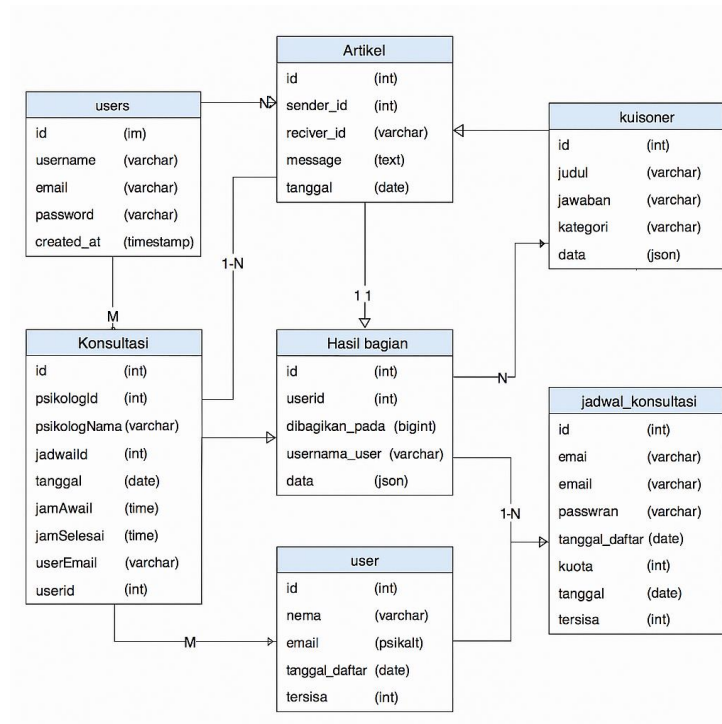 Artikel
id (int)
sender_id (int)
reciver_id (varchar)
message (text)
tanggal (date)
users
id (im)
username (varchar)
email (varchar)
password (varchar)
created_at (timestamp)
kuisoner
id (int)
judul (varchar)
jawaban (varchar)
kategori (varchar)
data (json)
N
1-N
M
1 1
Konsultasi
id (int)
psikologId (int)
psikologNama (varchar)
jadwaiId (int)
tanggal (date)
jamAwail (time)
jamSelesai (time)
userEmail (varchar)
userid (int)
Hasil bagian
id (int)
userid (int)
dibagikan_pada (bigint)
usernama_user (varchar)
data (json)
N
jadwal_konsultasi
id (int)
emai (varchar)
email (varchar)
passwran (varchar)
tanggal_daftar (date)
kuota (int)
tanggal (date)
tersisa (int)
1-N
user
id (int)
nema (varchar)
email (psikalt)
tanggal_daftar (date)
tersisa (int)
M